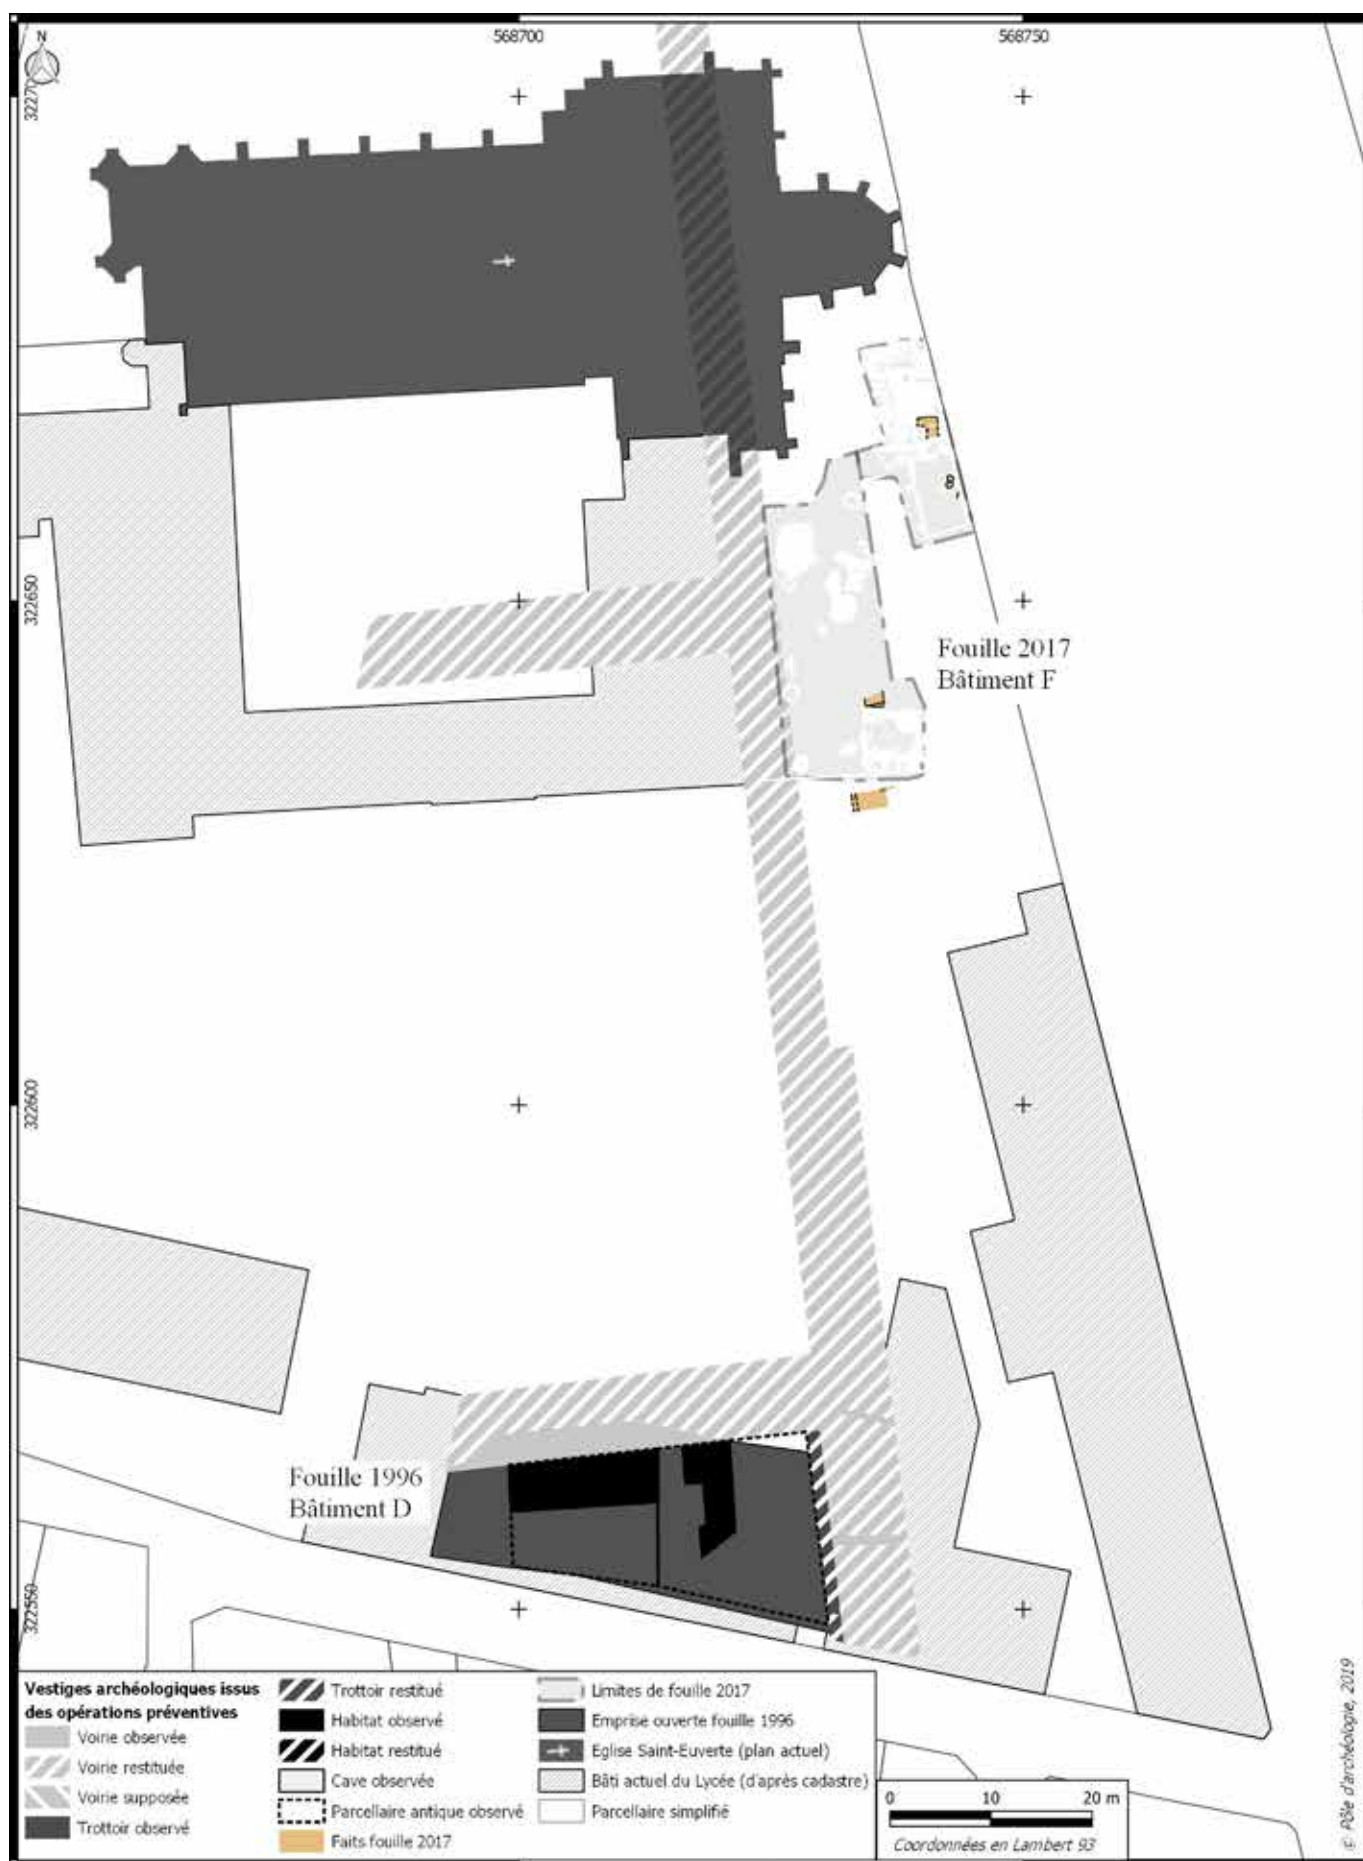 N
568700
568750
32270
322650
Fouille 2017
Bâtiment F
322600
Fouille 1996
Bâtiment D
322550
Vestiges archéologiques issus
des opérations préventives
Voirie observée
Voirie restituée
Voirie supposée
Trottoir observé
Trottoir restitué
Habitat observé
Habitat restitué
Cave observée
Parcellaire antique observé
Faits fouille 2017
Limites de fouille 2017
Emprise ouverte fouille 1996
Eglise Saint-Euverte (plan actuel)
Bâti actuel du Lycée (d'après cadastre)
Parcellaire simplifié
0 10 20 m
Coordonnées en Lambert 93
© Pôle d'archéologie, 2019